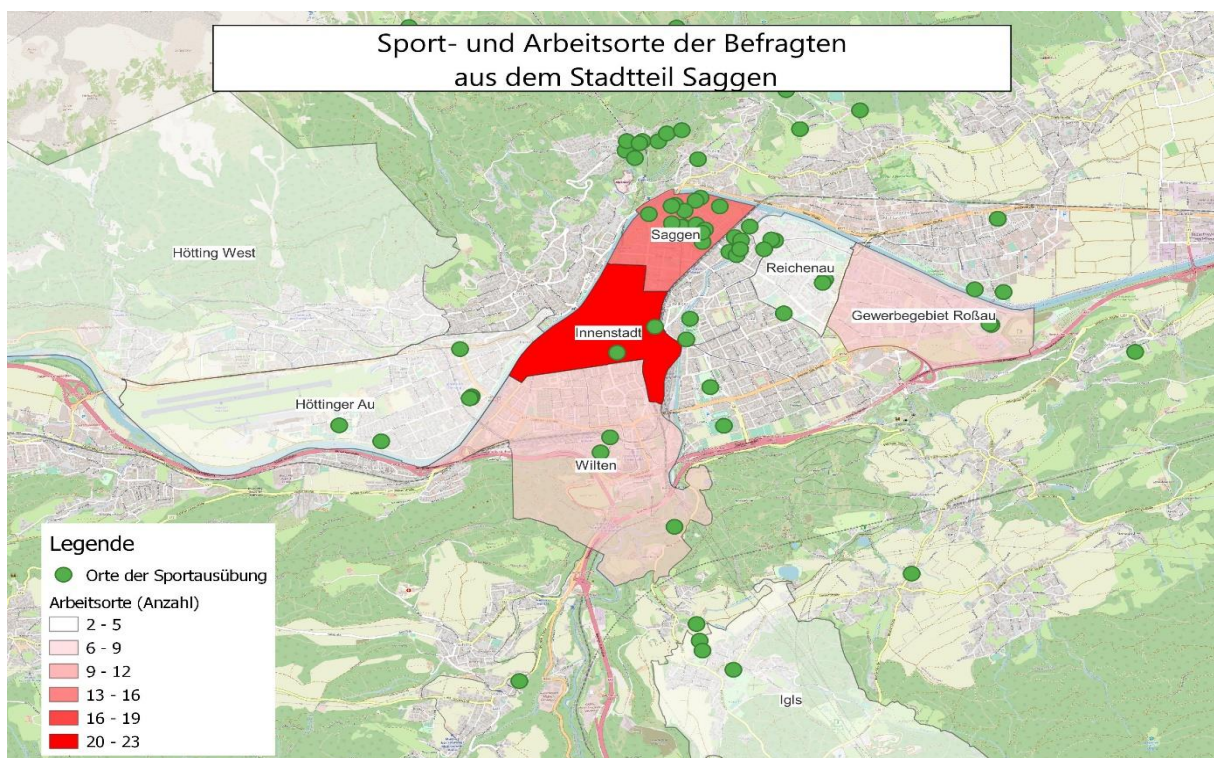 Sport- und Arbeitsorte der Befragten
aus dem Stadtteil Saggen
Hötting West
Saggen
Reichenau
Gewerbegebiet Roßau
Innenstadt
Höttinger Au
Wilten
Igls
Legende
Orte der Sportausübung
Arbeitsorte (Anzahl)
2 - 5
6 - 9
9 - 12
13 - 16
16 - 19
20 - 23